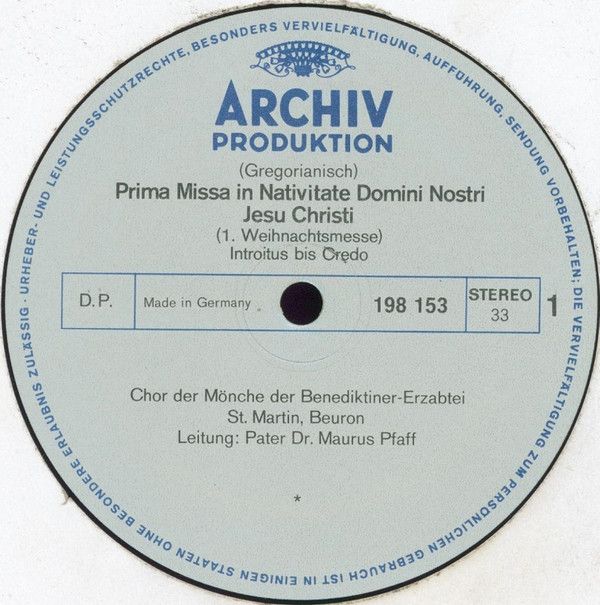 URHEBER- UND LEISTUNGSSCHUTZRECHTE, BESONDERS VERVIELFÄLTIGUNG, AUFFÜHRUNG, SENDUNG VORBEHALTEN; DIE VERVIELFÄLTIGUNG ZUM PERSÖNLICHEN GEBRAUCH IST IN EINIGEN STAATEN OHNE BESONDERE ERLAUBNIS ZULÄSSIG ·
ARCHIV
PRODUKTION
(Gregorianisch)
Prima Missa in Nativitate Domini Nostri
Jesu Christi
(1. Weihnachtsmesse)
Introitus bis Credo
D.P. Made in Germany 198 153 STEREO 33 1
Chor der Mönche der Benediktiner-Erzabtei
St. Martin, Beuron
Leitung: Pater Dr. Maurus Pfaff
*